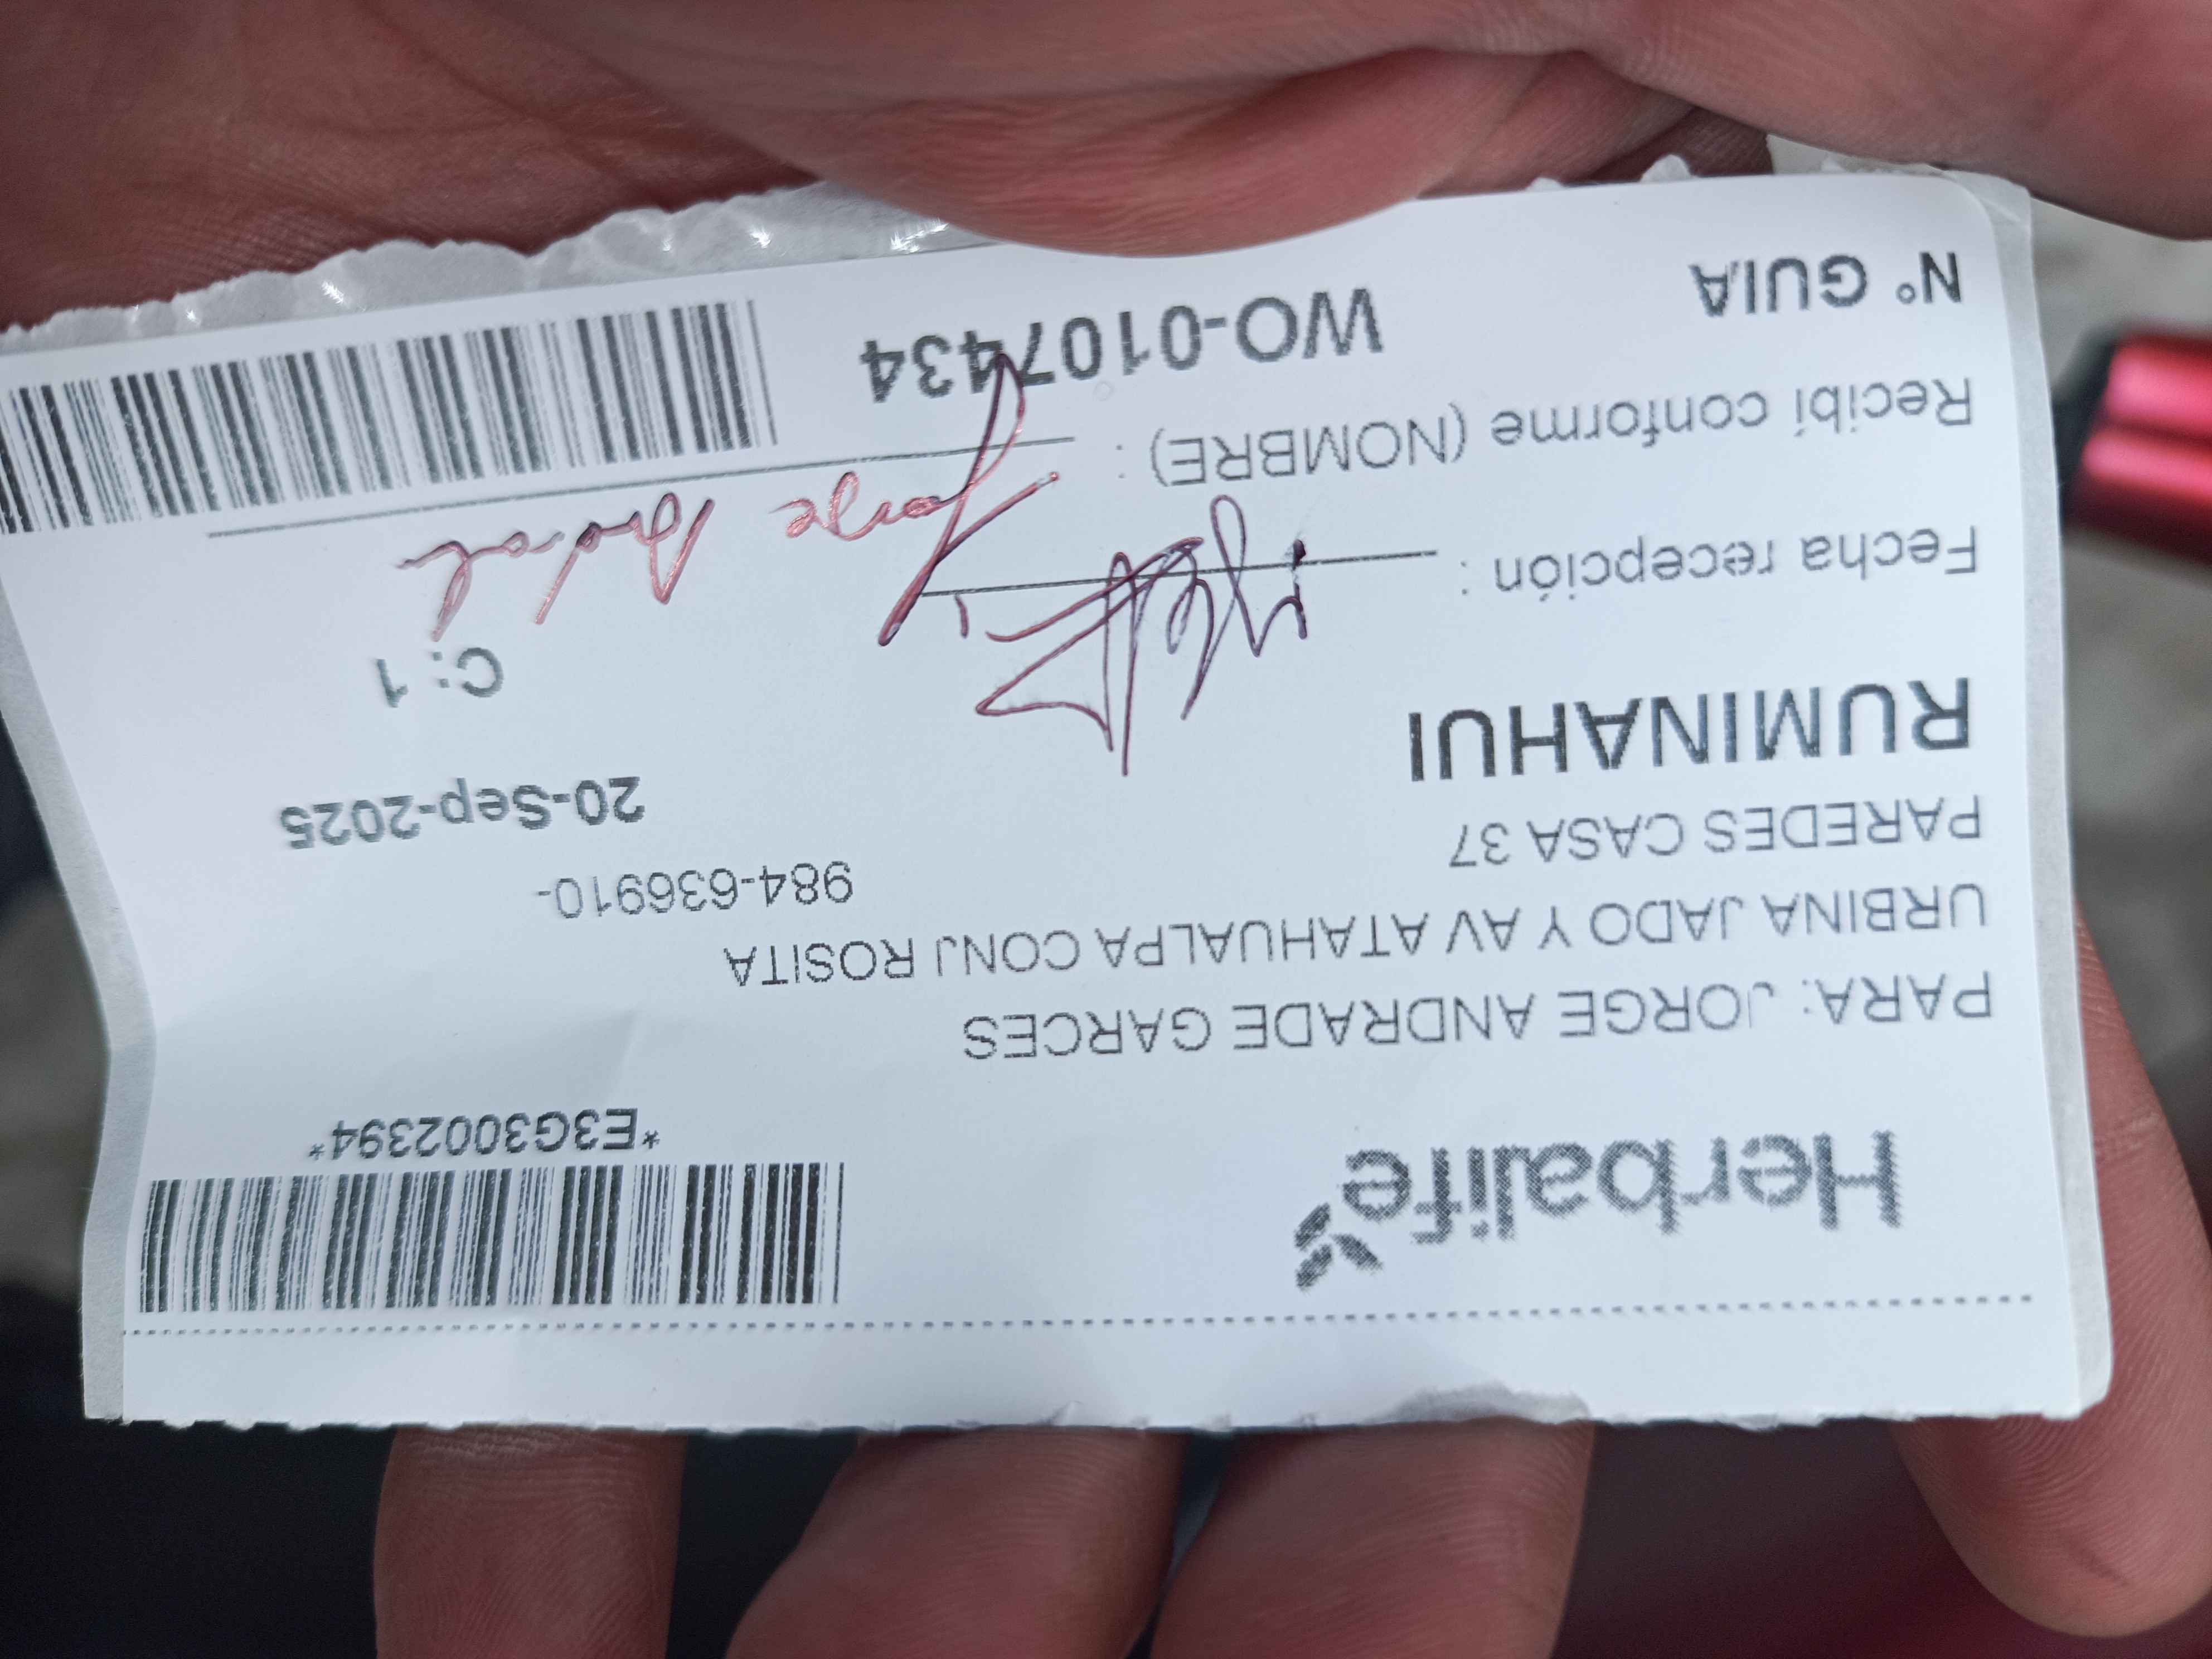 Herbalife
*E3G3002394*
PARA: JORGE ANDRADE GARCES
URBINA JADO Y AV ATAHUALPA CONJ ROSITA
PAREDES CASA 37
984-636910-
RUMINAHUI
20-Sep-2025
C: 1
Fecha recepción :
Recibí conforme (NOMBRE) : Jorge Andrade
N° GUIA
WO-0107434